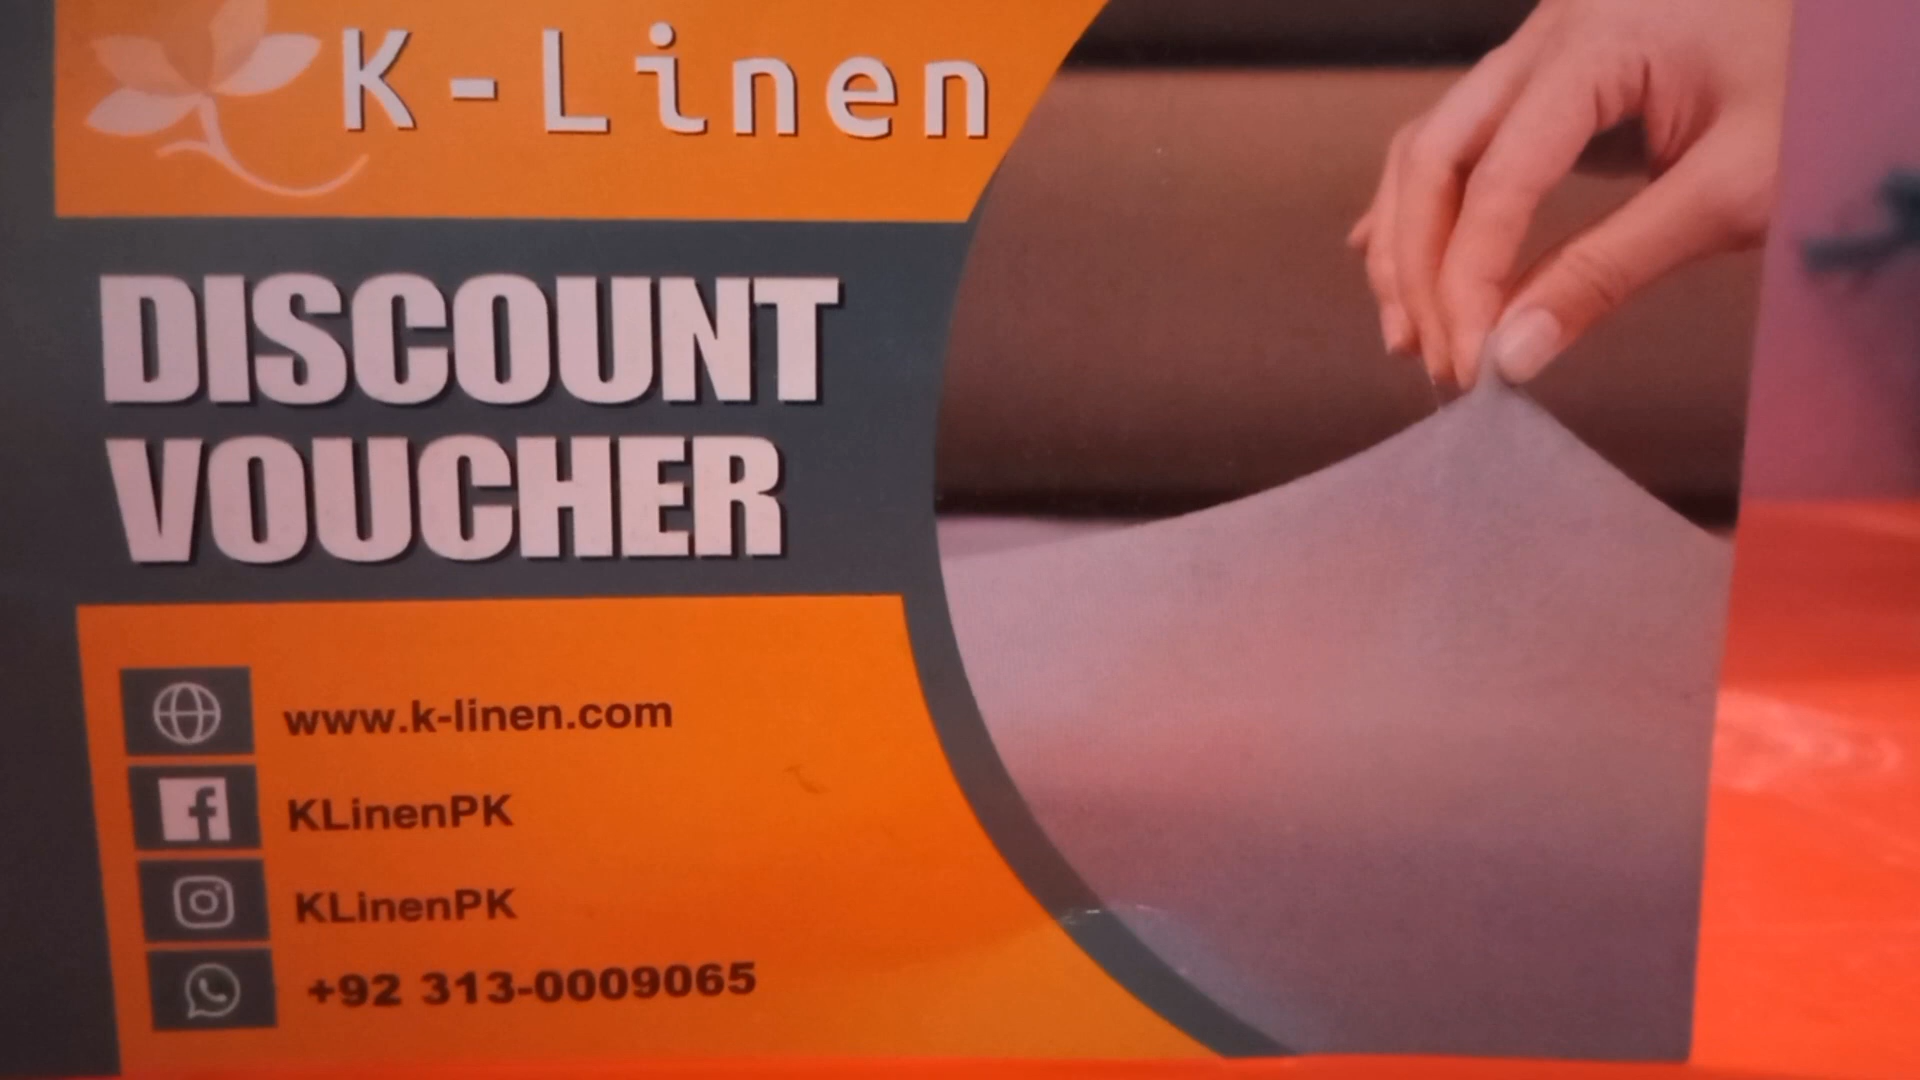 K-Linen
DISCOUNT
VOUCHER
www.k-linen.com
KLinenPK
KLinenPK
+92 313-0009065